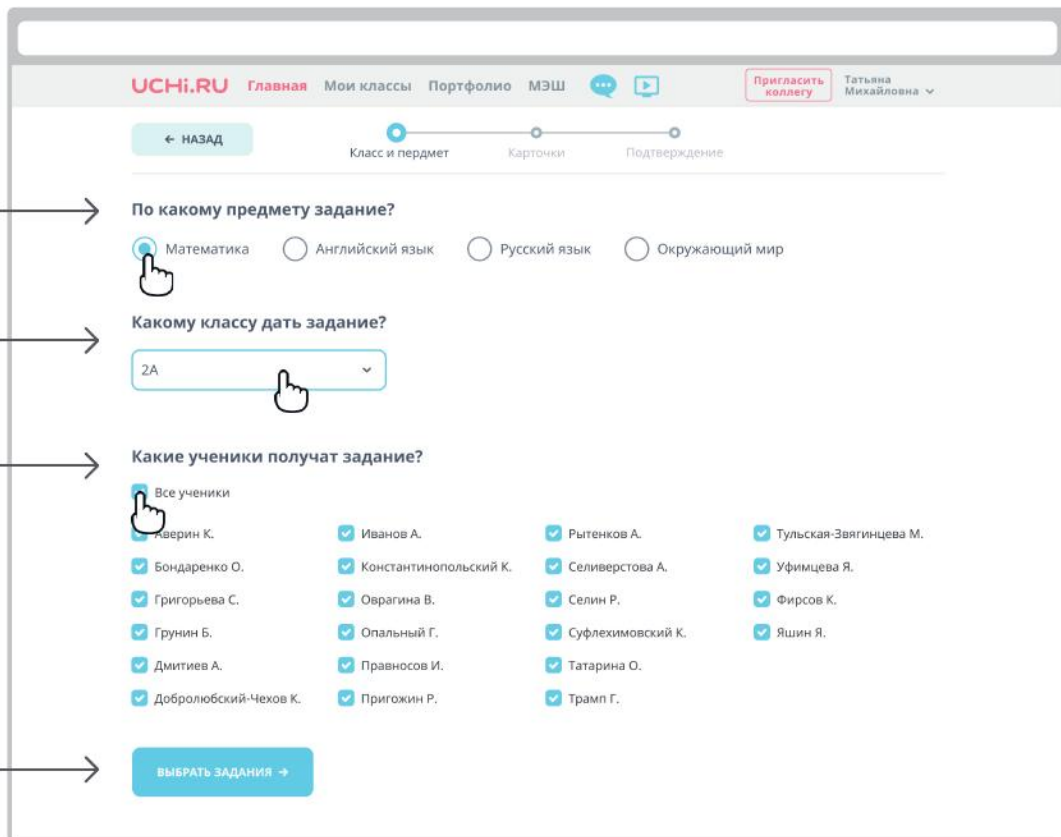 UCHi.RU Главная Мои классы Портфолио МЭШ Пригласить коллегу Татьяна Михайловна
← НАЗАД
Класс и пердмет Карточки Подтверждение
По какому предмету задание?
Математика Английский язык Русский язык Окружающий мир
Какому классу дать задание?
2А
Какие ученики получат задание?
Все ученики
Аверин К. Иванов А. Рытенков А. Тульская-Звягинцева М.
Бондаренко О. Константинопольский К. Селиверстова А. Уфимцева Я.
Григорьева С. Оврагина В. Селин Р. Фирсов К.
Грунин Б. Опальный Г. Суфлехимовский К. Яшин Я.
Дмитиев А. Правносов И. Татарина О.
Добролюбский-Чехов К. Пригожин Р. Трамп Г.
ВЫБРАТЬ ЗАДАНИЯ →